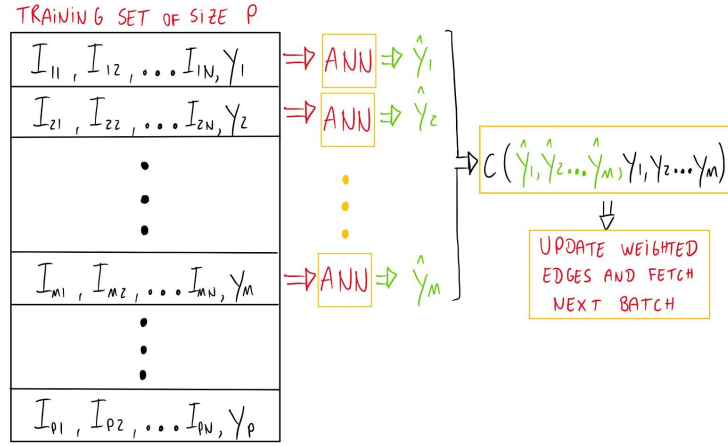 TRAINING SET OF SIZE P
I₁₁, I₁₂, ... I₁N, Y₁ ⇒ ANN ⇒ Ŷ₁
I₂₁, I₂₂, ... I₂N, Y₂ ⇒ ANN ⇒ Ŷ₂
C(Ŷ₁, Ŷ₂...Ŷₘ, Y₁, Y₂...Yₘ)
UPDATE WEIGHTED
EDGES AND FETCH
NEXT BATCH
Iₘ₁, Iₘ₂, ... IₘN, Yₘ ⇒ ANN ⇒ Ŷₘ
Iₚ₁, Iₚ₂, ... IₚN, Yₚ